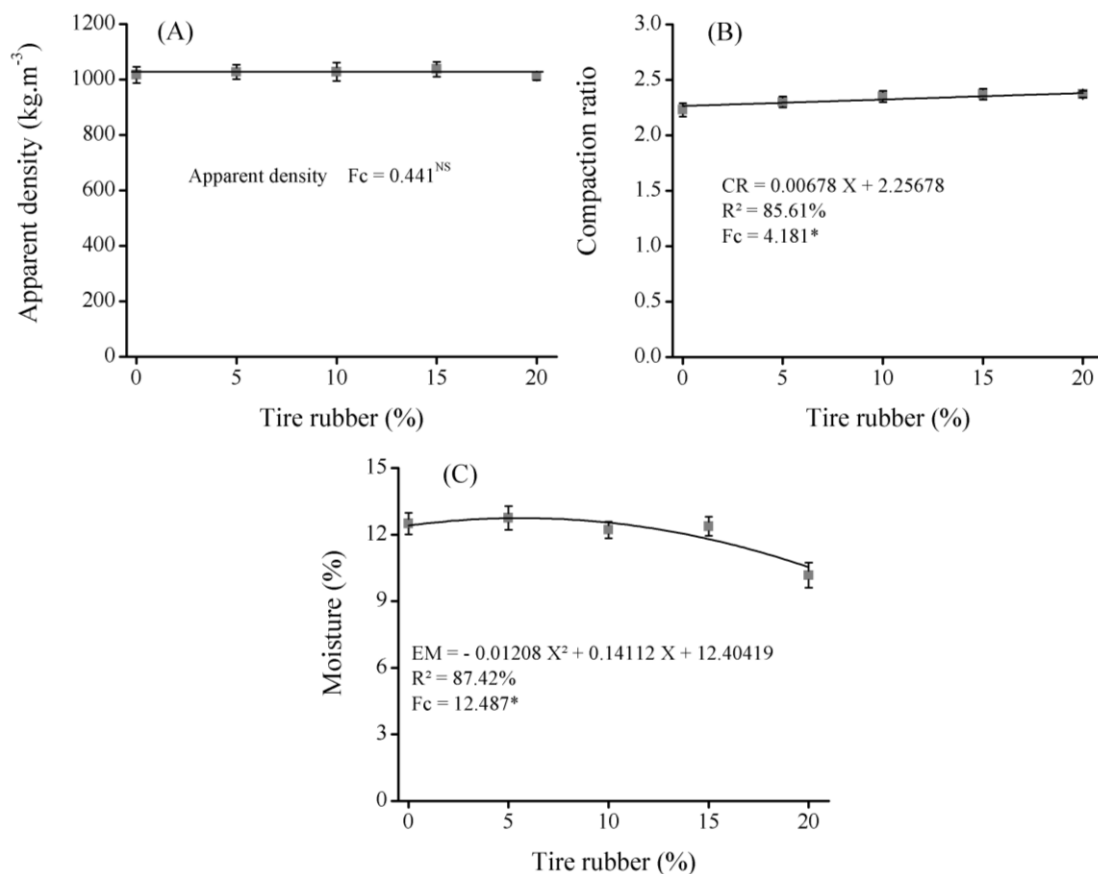 (A)
Apparent density (kg.m⁻³)
1200
1000
800
600
400
200
0
Apparent density Fc = 0.441ᴺˢ
0 5 10 15 20
Tire rubber (%)
(B)
Compaction ratio
3.0
2.5
2.0
1.5
1.0
0.5
0.0
CR = 0.00678 X + 2.25678
R² = 85.61%
Fc = 4.181*
0 5 10 15 20
Tire rubber (%)
(C)
Moisture (%)
15
12
9
6
3
0
EM = - 0.01208 X² + 0.14112 X + 12.40419
R² = 87.42%
Fc = 12.487*
0 5 10 15 20
Tire rubber (%)